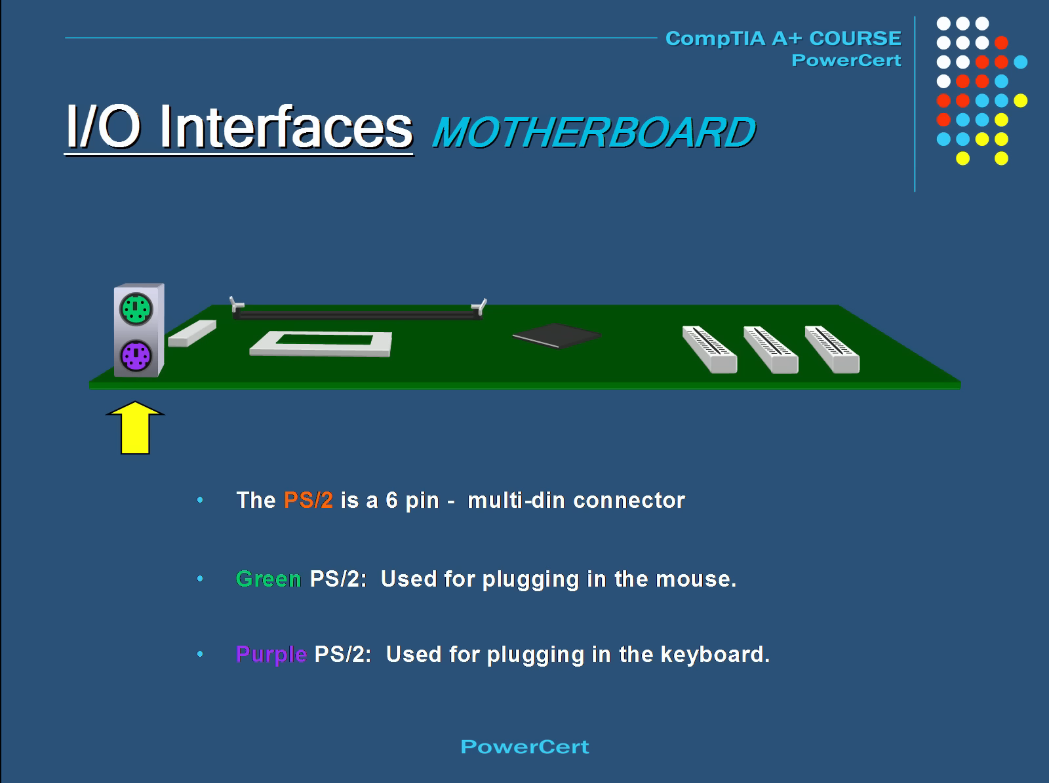 CompTIA A+ COURSE
PowerCert
I/O Interfaces MOTHERBOARD
• The PS/2 is a 6 pin - multi-din connector
• Green PS/2: Used for plugging in the mouse.
• Purple PS/2: Used for plugging in the keyboard.
PowerCert